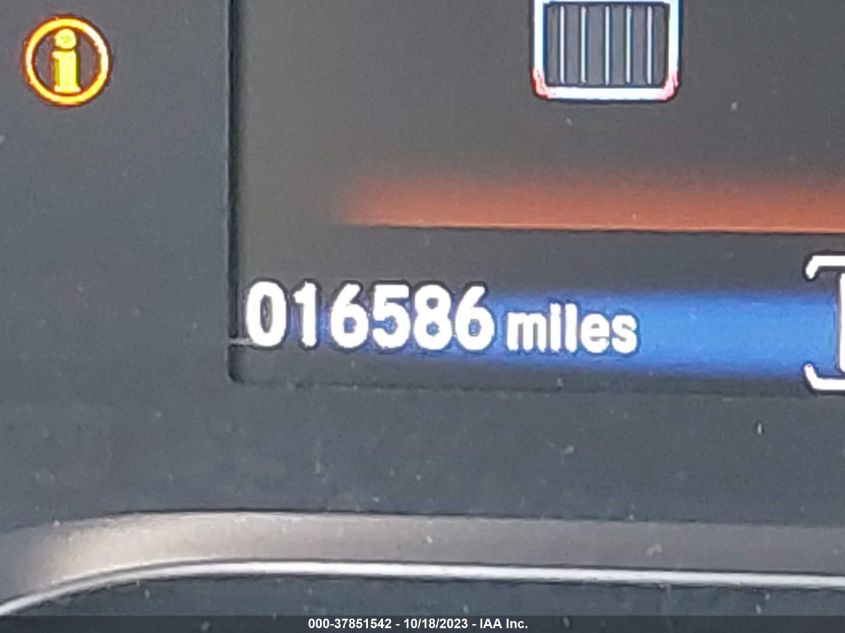 i
016586 miles
000-37851542 - 10/18/2023 - IAA Inc.